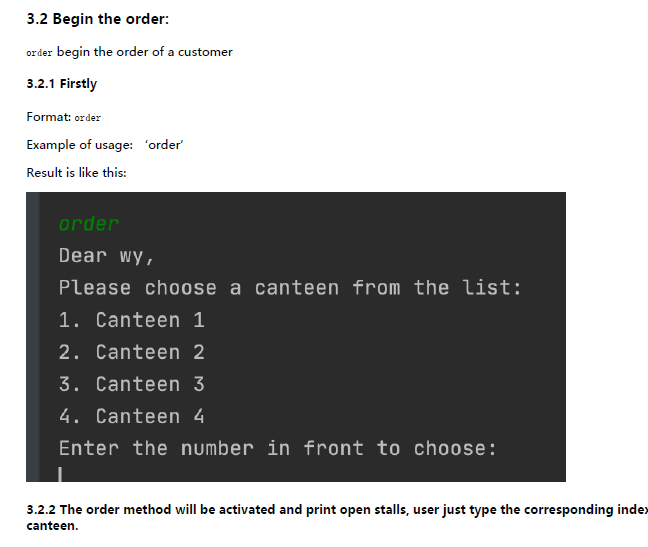 3.2 Begin the order:
order begin the order of a customer
3.2.1 Firstly
Format: order
Example of usage: ‘order’
Result is like this:
order
Dear wy,
Please choose a canteen from the list:
1. Canteen 1
2. Canteen 2
3. Canteen 3
4. Canteen 4
Enter the number in front to choose:
3.2.2 The order method will be activated and print open stalls, user just type the corresponding index
canteen.